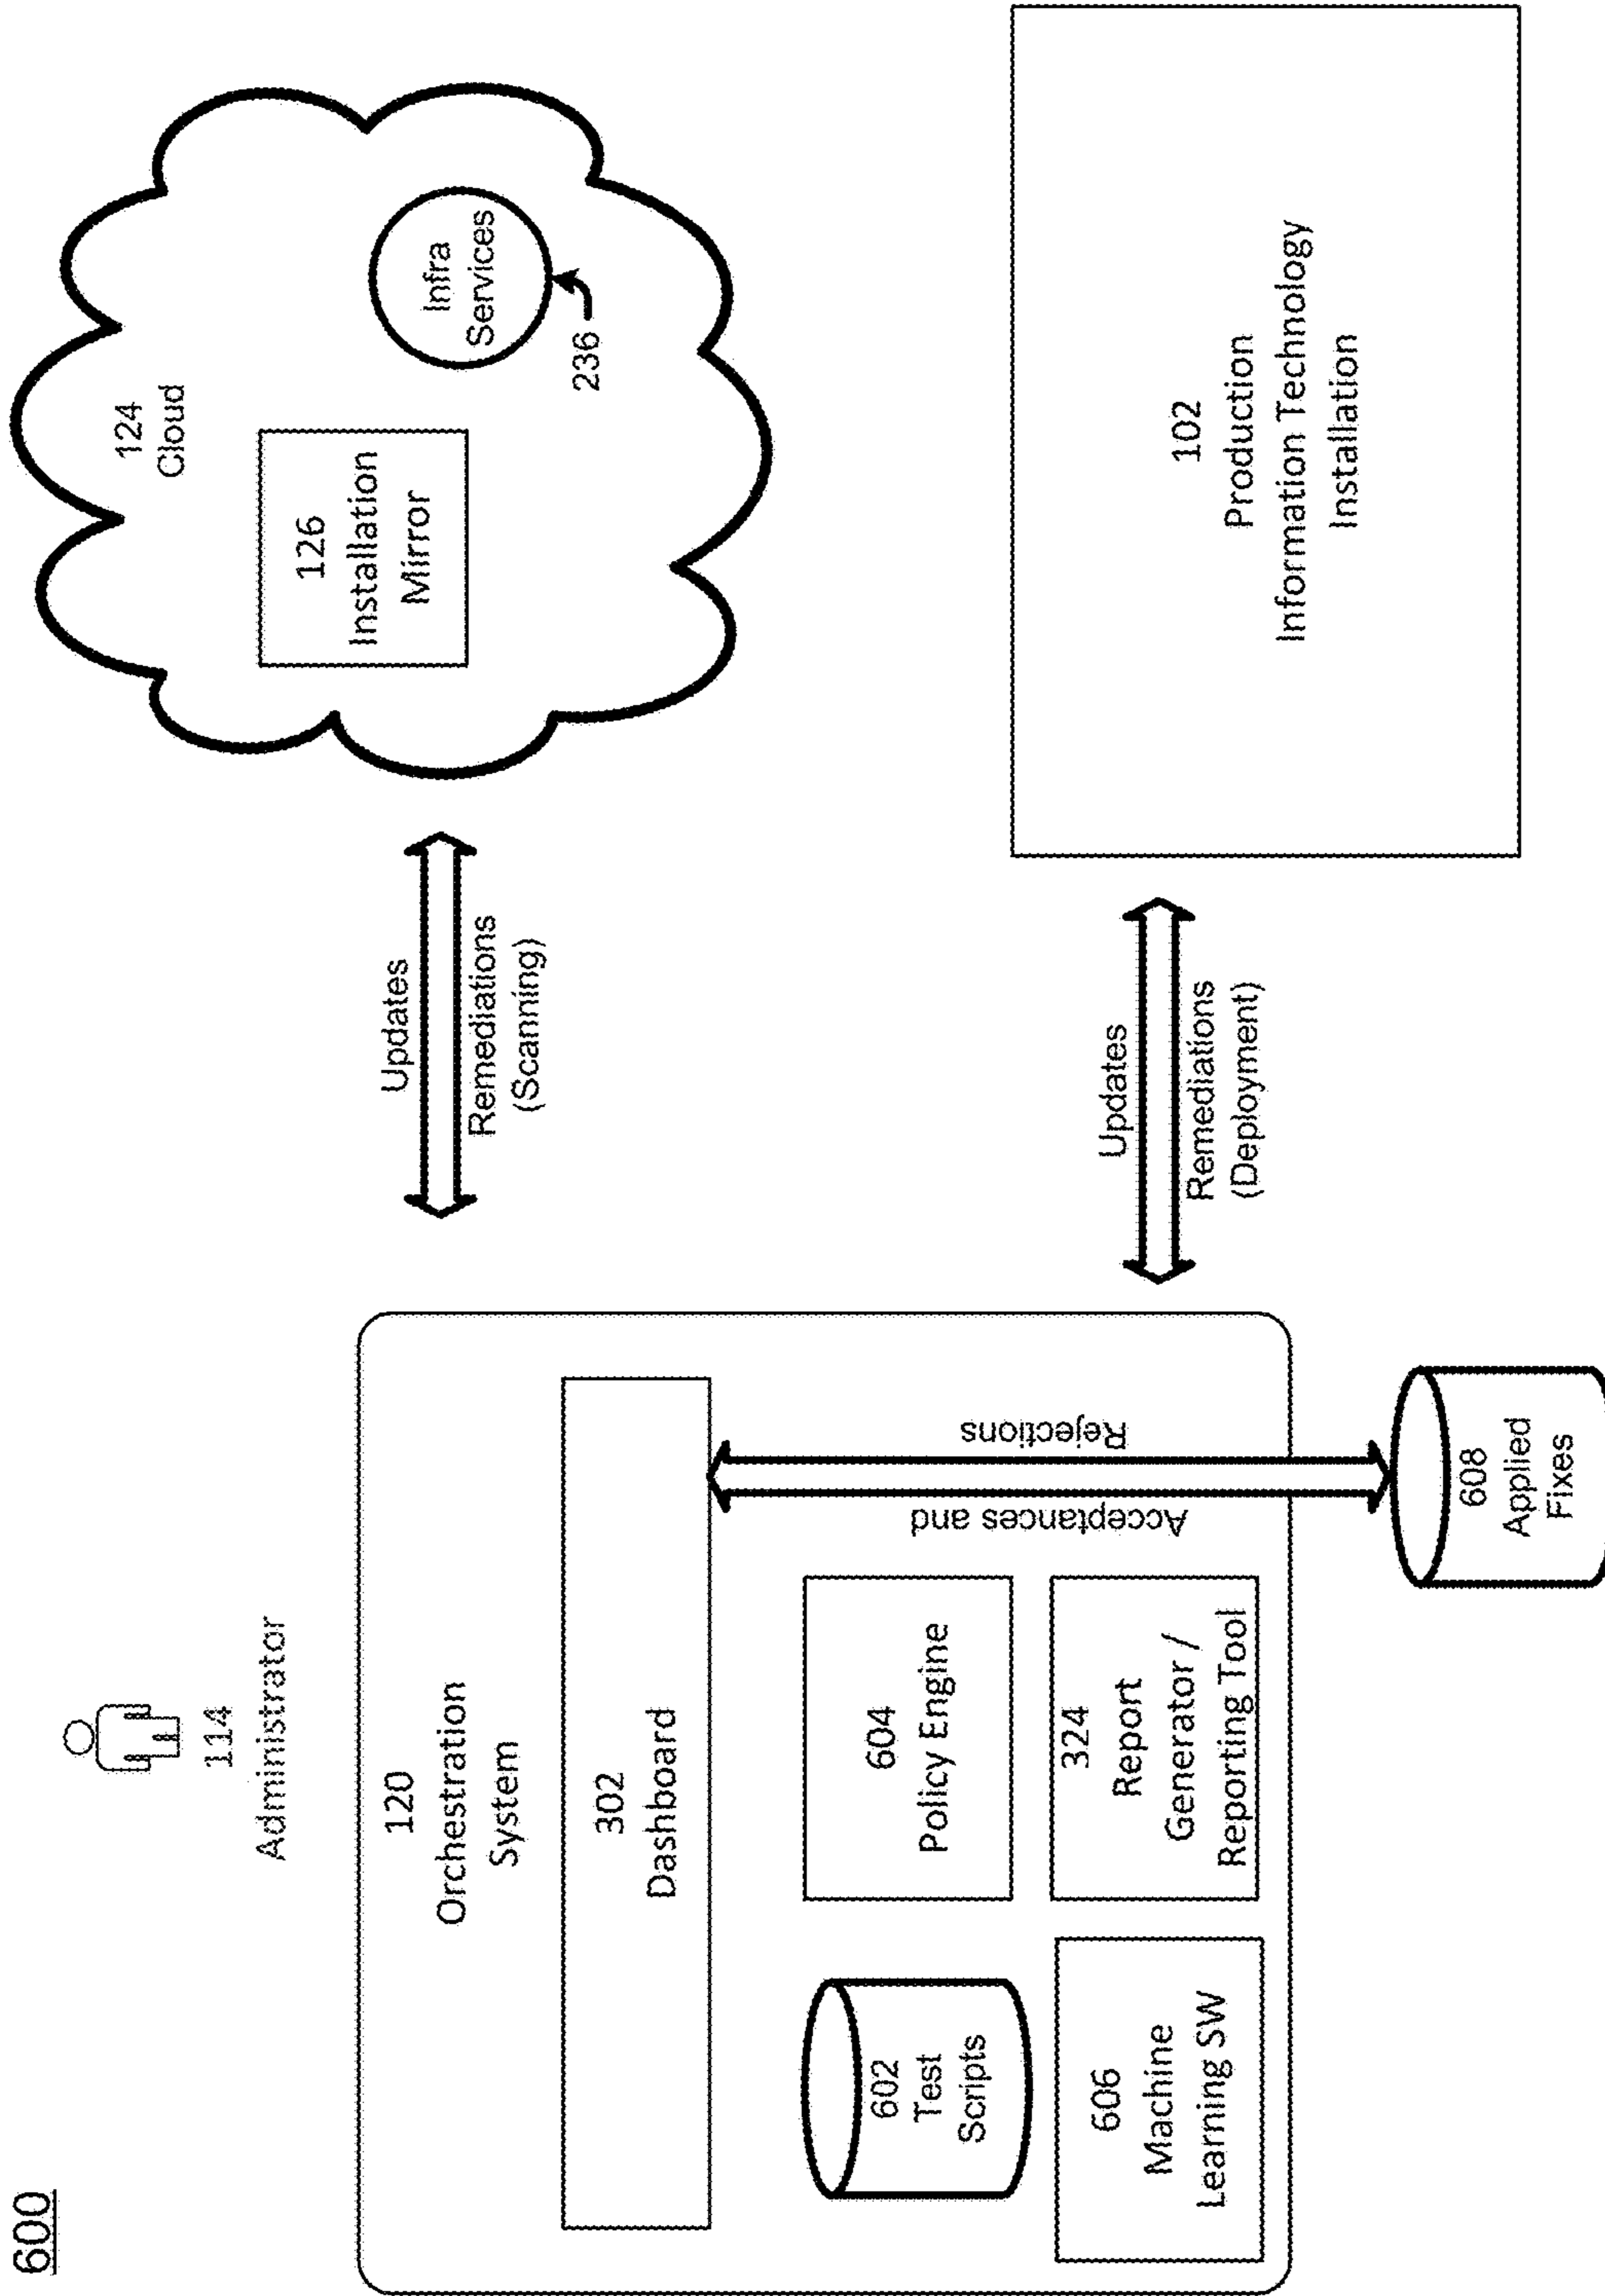 600
114
Administrator
120
Orchestration
System
302
Dashboard
602
Test
Scripts
604
Policy Engine
606
Machine
Learning SW
324
Report
Generator /
Reporting Tool
Acceptances and
Rejections
608
Applied
Fixes
Updates
Remediations
(Scanning)
124
Cloud
126
Installation
Mirror
Infra
Services
236
Updates
Remediations
(Deployment)
102
Production
Information Technology
Installation